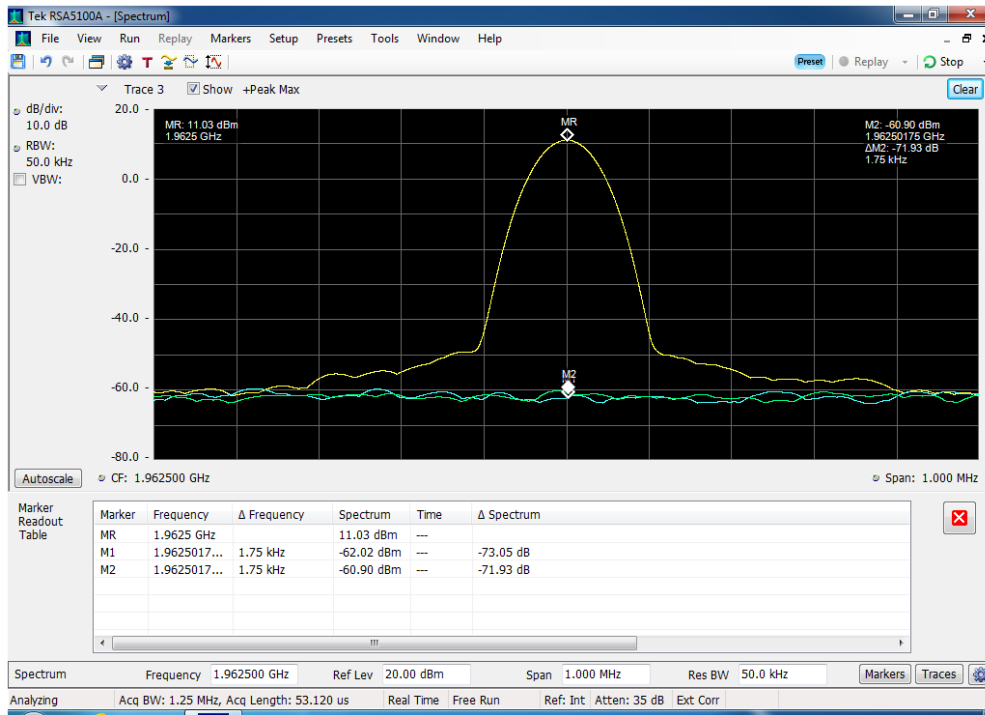 Tek RSA5100A - [Spectrum]
File View Run Replay Markers Setup Presets Tools Window Help
T Preset Replay Stop
Trace 3 Show +Peak Max Clear
dB/div:
10.0 dB
RBW:
50.0 kHz
VBW:
20.0
0.0
-20.0
-40.0
-60.0
-80.0
MR: 11.03 dBm
1.9625 GHz
MR
M2: -60.90 dBm
1.96250175 GHz
ΔM2: -71.93 dB
1.75 kHz
M2
Autoscale CF: 1.962500 GHz Span: 1.000 MHz
Marker
Readout
Table
Marker Frequency Δ Frequency Spectrum Time Δ Spectrum
MR 1.9625 GHz 11.03 dBm ---
M1 1.9625017... 1.75 kHz -62.02 dBm --- -73.05 dB
M2 1.9625017... 1.75 kHz -60.90 dBm --- -71.93 dB
Spectrum Frequency 1.962500 GHz Ref Lev 20.00 dBm Span 1.000 MHz Res BW 50.0 kHz Markers Traces
Analyzing Acq BW: 1.25 MHz, Acq Length: 53.120 us Real Time Free Run Ref: Int Atten: 35 dB Ext Corr